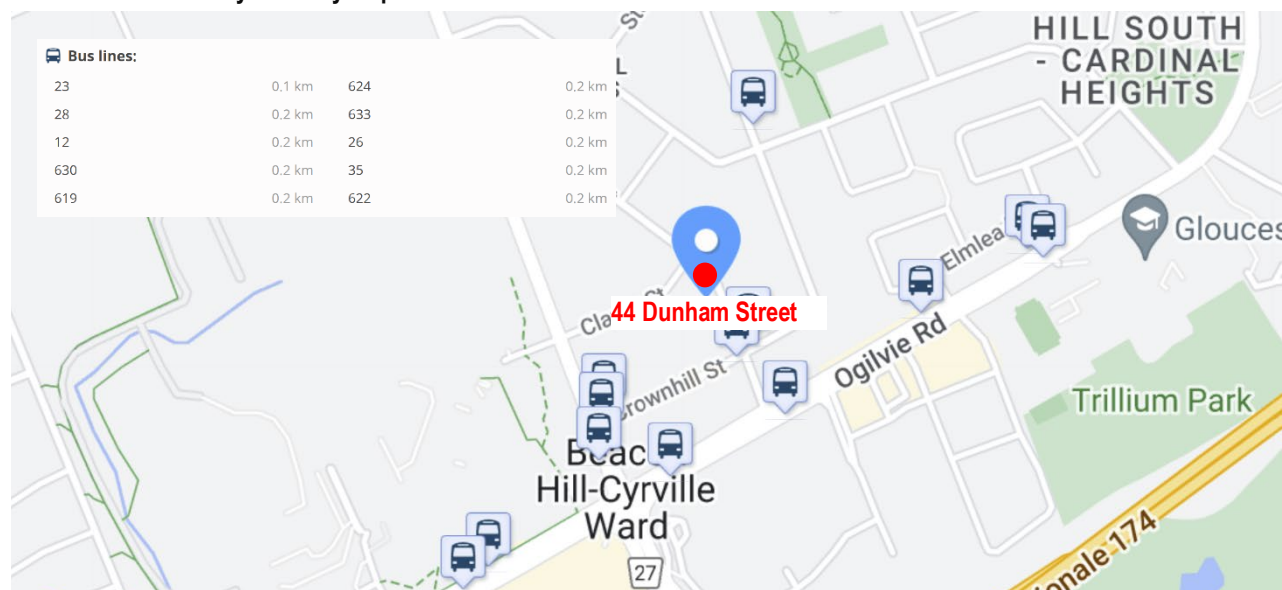 Bus lines:
23 0.1 km 624 0.2 km
28 0.2 km 633 0.2 km
12 0.2 km 26 0.2 km
630 0.2 km 35 0.2 km
619 0.2 km 622 0.2 km
HILL SOUTH
- CARDINAL
HEIGHTS
Glouces
Elmlea
44 Dunham Street
Ogilvie Rd
Trillium Park
Hill-Cyrville
Ward
27